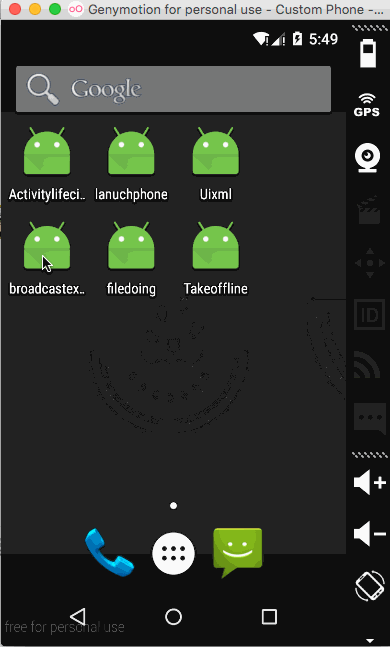 Genymotion for personal use - Custom Phone -...
5:49
GPS
Google
Activitylifeci..
lanuchphone
Uixml
broadcastex..
filedoing
Takeoffline
ID
free for personal use